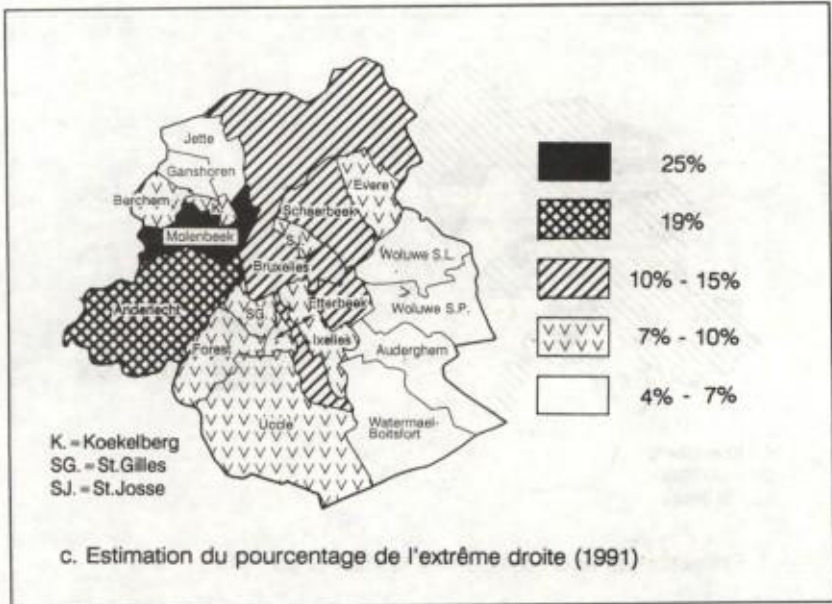 Jette
Ganshoren
Berchem
K.
Molenbeek
Anderlecht
Evere
Schaerbeek
S.J.
Bruxelles
Woluwe S.L.
Woluwe S.P.
Etterbeek
SG.
Ixelles
Forest
Auderghem
Uccle
Watermael-
Boitsfort
25%
19%
10% - 15%
7% - 10%
4% - 7%
K. = Koekelberg
SG. = St.Gilles
SJ. = St.Josse
c. Estimation du pourcentage de l'extrême droite (1991)